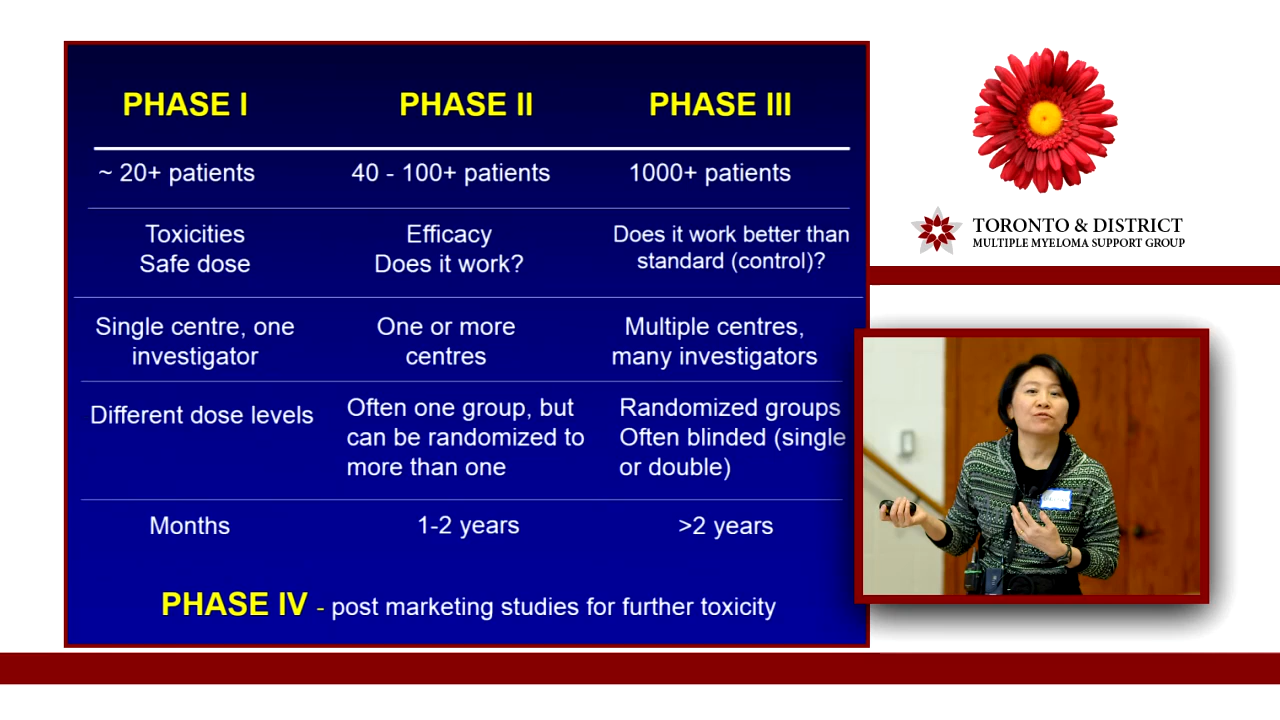 PHASE I
PHASE II
PHASE III
~ 20+ patients
40 - 100+ patients
1000+ patients
Toxicities
Safe dose
Efficacy
Does it work?
Does it work better than
standard (control)?
Single centre, one
investigator
One or more
centres
Multiple centres,
many investigators
Different dose levels
Often one group, but
can be randomized to
more than one
Randomized groups
Often blinded (single
or double)
Months
1-2 years
>2 years
PHASE IV - post marketing studies for further toxicity
TORONTO & DISTRICT
MULTIPLE MYELOMA SUPPORT GROUP